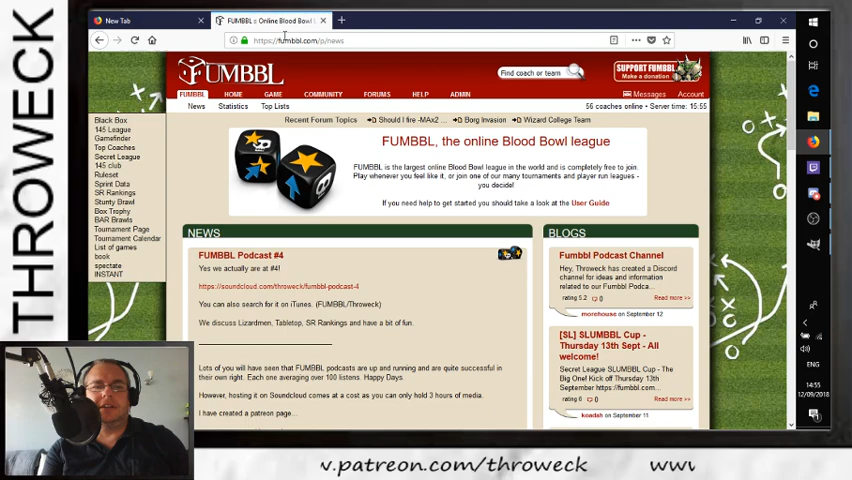 THROWECK
New Tab
FUMBBL :: Online Blood Bowl l
https://fumbbl.com/p/news
FUMBBL
Find coach or team
SUPPORT FUMBBL
Make a donation
FUMBBL HOME GAME COMMUNITY FORUMS HELP ADMIN Messages Account
News Statistics Top Lists 56 coaches online • Server time: 15:55
Recent Forum Topics Should I fire -MAx2 ... Borg Invasion Wizard College Team
Black Box
145 League
Gamefinder
Top Coaches
Secret League
145 club
Ruleset
Sprint Data
SR Rankings
Stunty Brawl
Box Trophy
BAR Brawls
Tournament Page
Tournament Calendar
List of games
book
spectate
INSTANT
FUMBBL, the online Blood Bowl league
FUMBBL is the largest online Blood Bowl league in the world and is completely free to join.
Play whenever you feel like it, or join one of our many tournaments and player run leagues -
you decide!
If you need help to get started you should take a look at the User Guide
NEWS
FUMBBL Podcast #4
Yes we actually are at #4!
https://soundcloud.com/throweck/fumbbl-podcast-4
You can also search for it on iTunes. (FUMBBL/Throweck)
We discuss Lizardmen, Tabletop, SR Rankings and have a bit of fun.
Lots of you will have seen that FUMBBL podcasts are up and running and are quite successful in
their own right. Each one averaging over 100 listens. Happy Days.
However, hosting it on Soundcloud comes at a cost as you can only hold 3 hours of media.
I have created a patreon page...
BLOGS
Fumbbl Podcast Channel
Hey, Throweck has created a Discord
channel for ideas and information
related to our Fumbbl Podca...
rating 5.2 0 Read more >>
morehouse on September 12
[SL] SLUMBBL Cup -
Thursday 13th Sept - All
welcome!
Secret League SLUMBBL Cup - The
Big One! Kick off Thursday 13th
September https://fumbbl.com...
rating 6 0 Read more >>
koadah on September 11
ENG
14:55
12/09/2018
THROWECK
v.patreon.com/throweck wwv